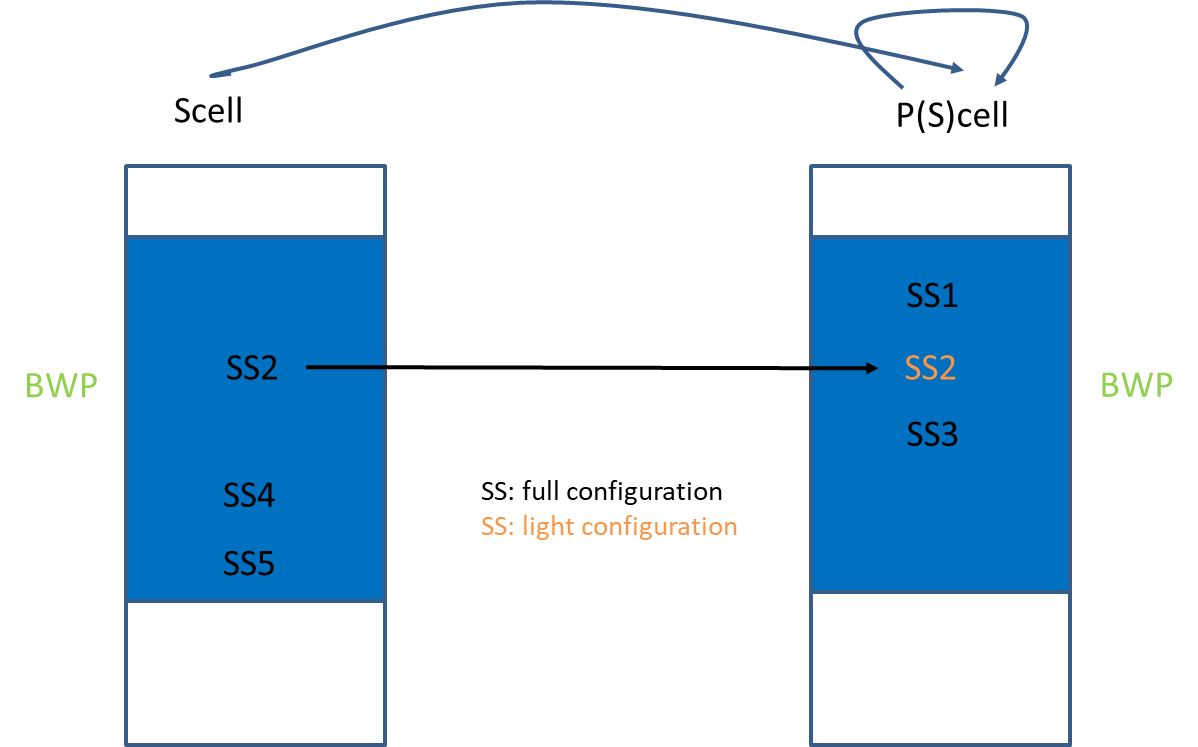 Scell
P(S)cell
SS1
SS2
SS2
BWP
BWP
SS3
SS4
SS: full configuration
SS: light configuration
SS5